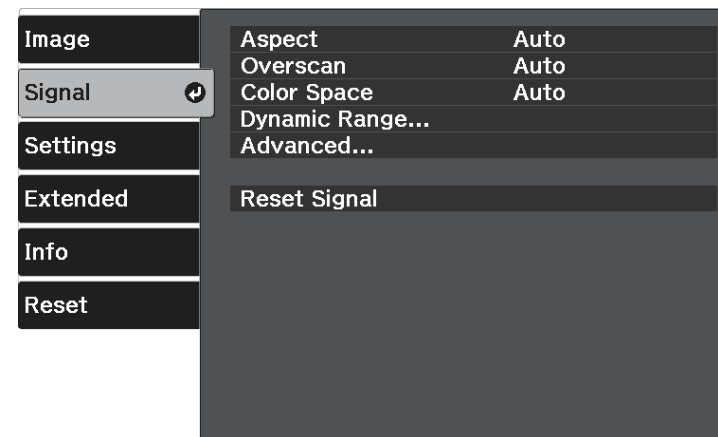 Image
Signal
Settings
Extended
Info
Reset
Aspect Auto
Overscan Auto
Color Space Auto
Dynamic Range...
Advanced...
Reset Signal